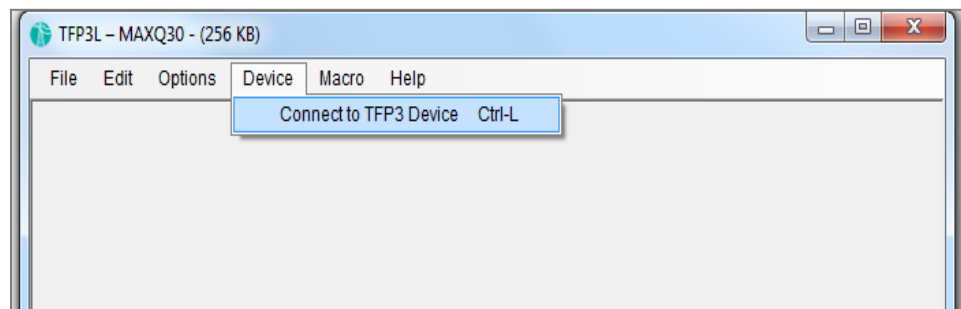 TFP3L – MAXQ30 - (256 KB)
File Edit Options Device Macro Help
Connect to TFP3 Device Ctrl-L